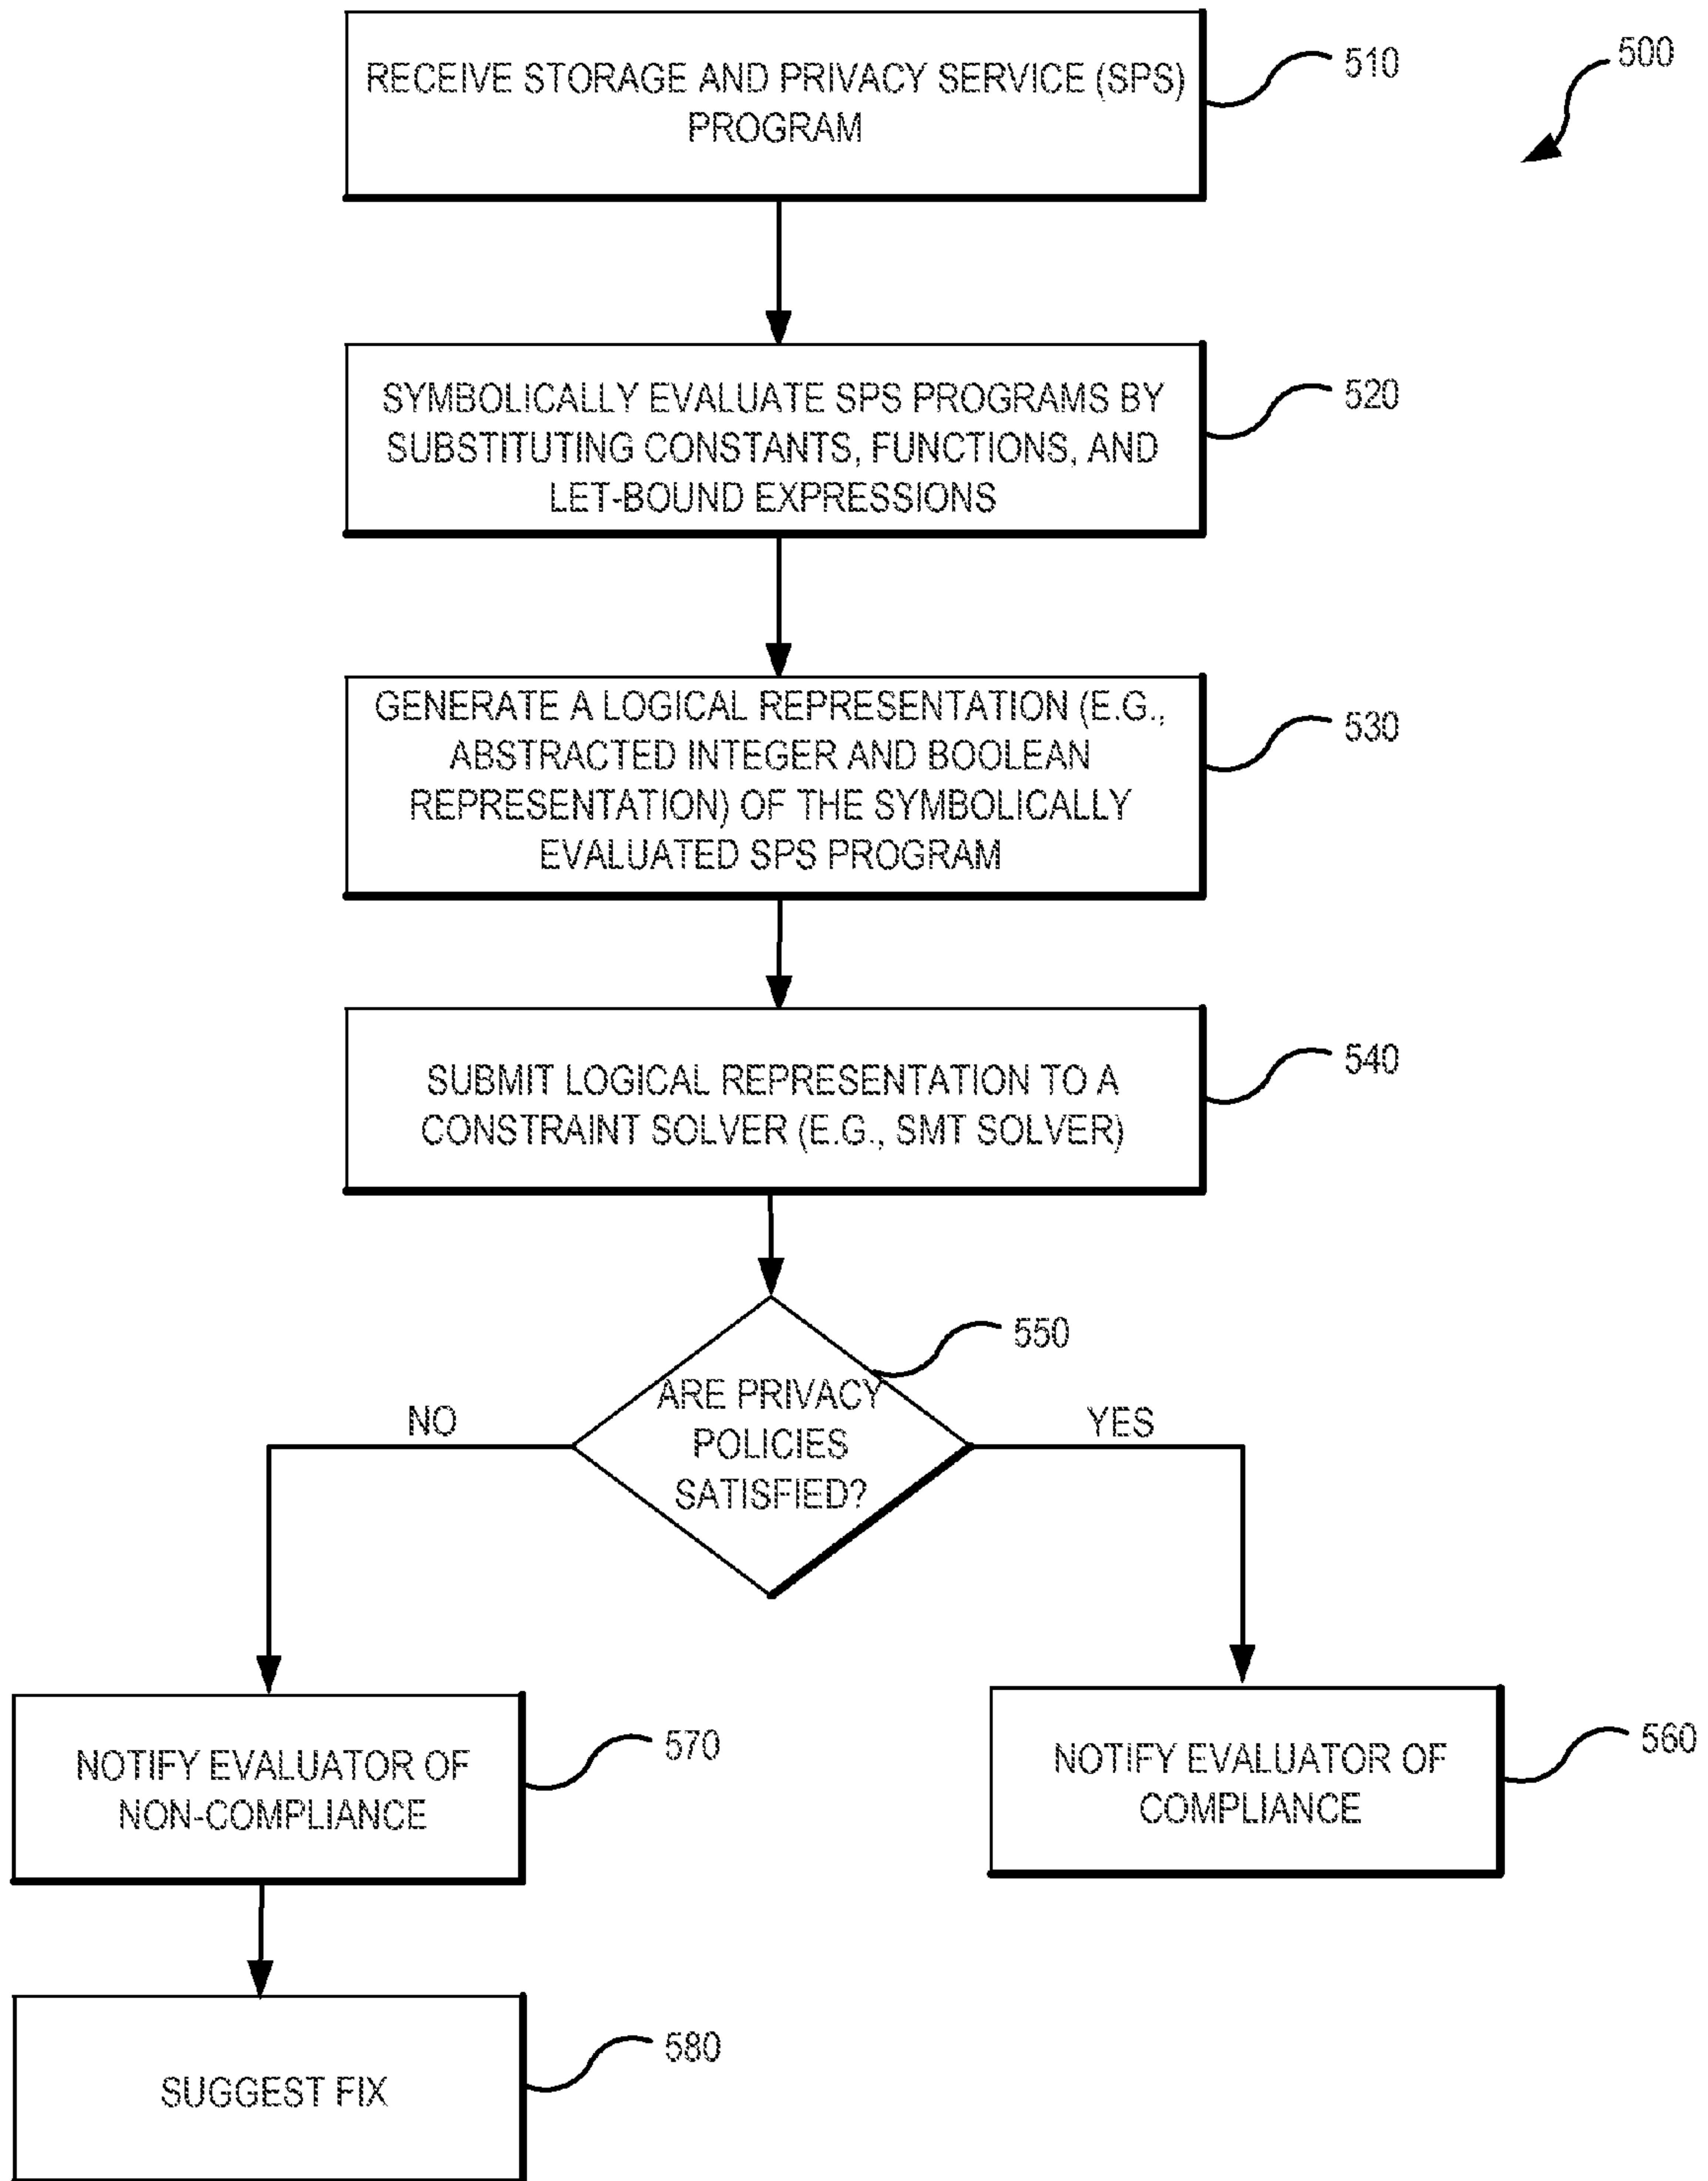 500
RECEIVE STORAGE AND PRIVACY SERVICE (SPS)
PROGRAM
510
SYMBOLICALLY EVALUATE SPS PROGRAMS BY
SUBSTITUTING CONSTANTS, FUNCTIONS, AND
LET-BOUND EXPRESSIONS
520
GENERATE A LOGICAL REPRESENTATION (E.G.,
ABSTRACTED INTEGER AND BOOLEAN
REPRESENTATION) OF THE SYMBOLICALLY
EVALUATED SPS PROGRAM
530
SUBMIT LOGICAL REPRESENTATION TO A
CONSTRAINT SOLVER (E.G., SMT SOLVER)
540
ARE PRIVACY
POLICIES
SATISFIED?
550
NO
YES
NOTIFY EVALUATOR OF
NON-COMPLIANCE
570
NOTIFY EVALUATOR OF
COMPLIANCE
560
SUGGEST FIX
580